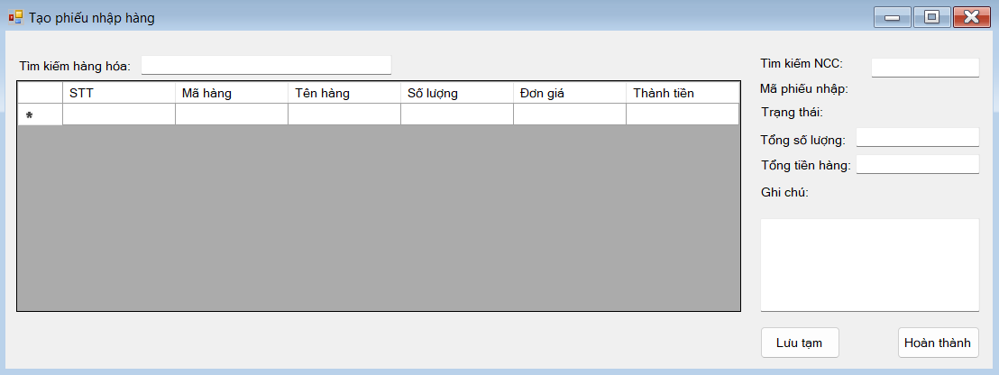 Tạo phiếu nhập hàng
Tìm kiếm hàng hóa:
STT Mã hàng Tên hàng Số lượng Đơn giá Thành tiền
*
Tìm kiếm NCC:
Mã phiếu nhập:
Trạng thái:
Tổng số lượng:
Tổng tiền hàng:
Ghi chú:
Lưu tạm Hoàn thành